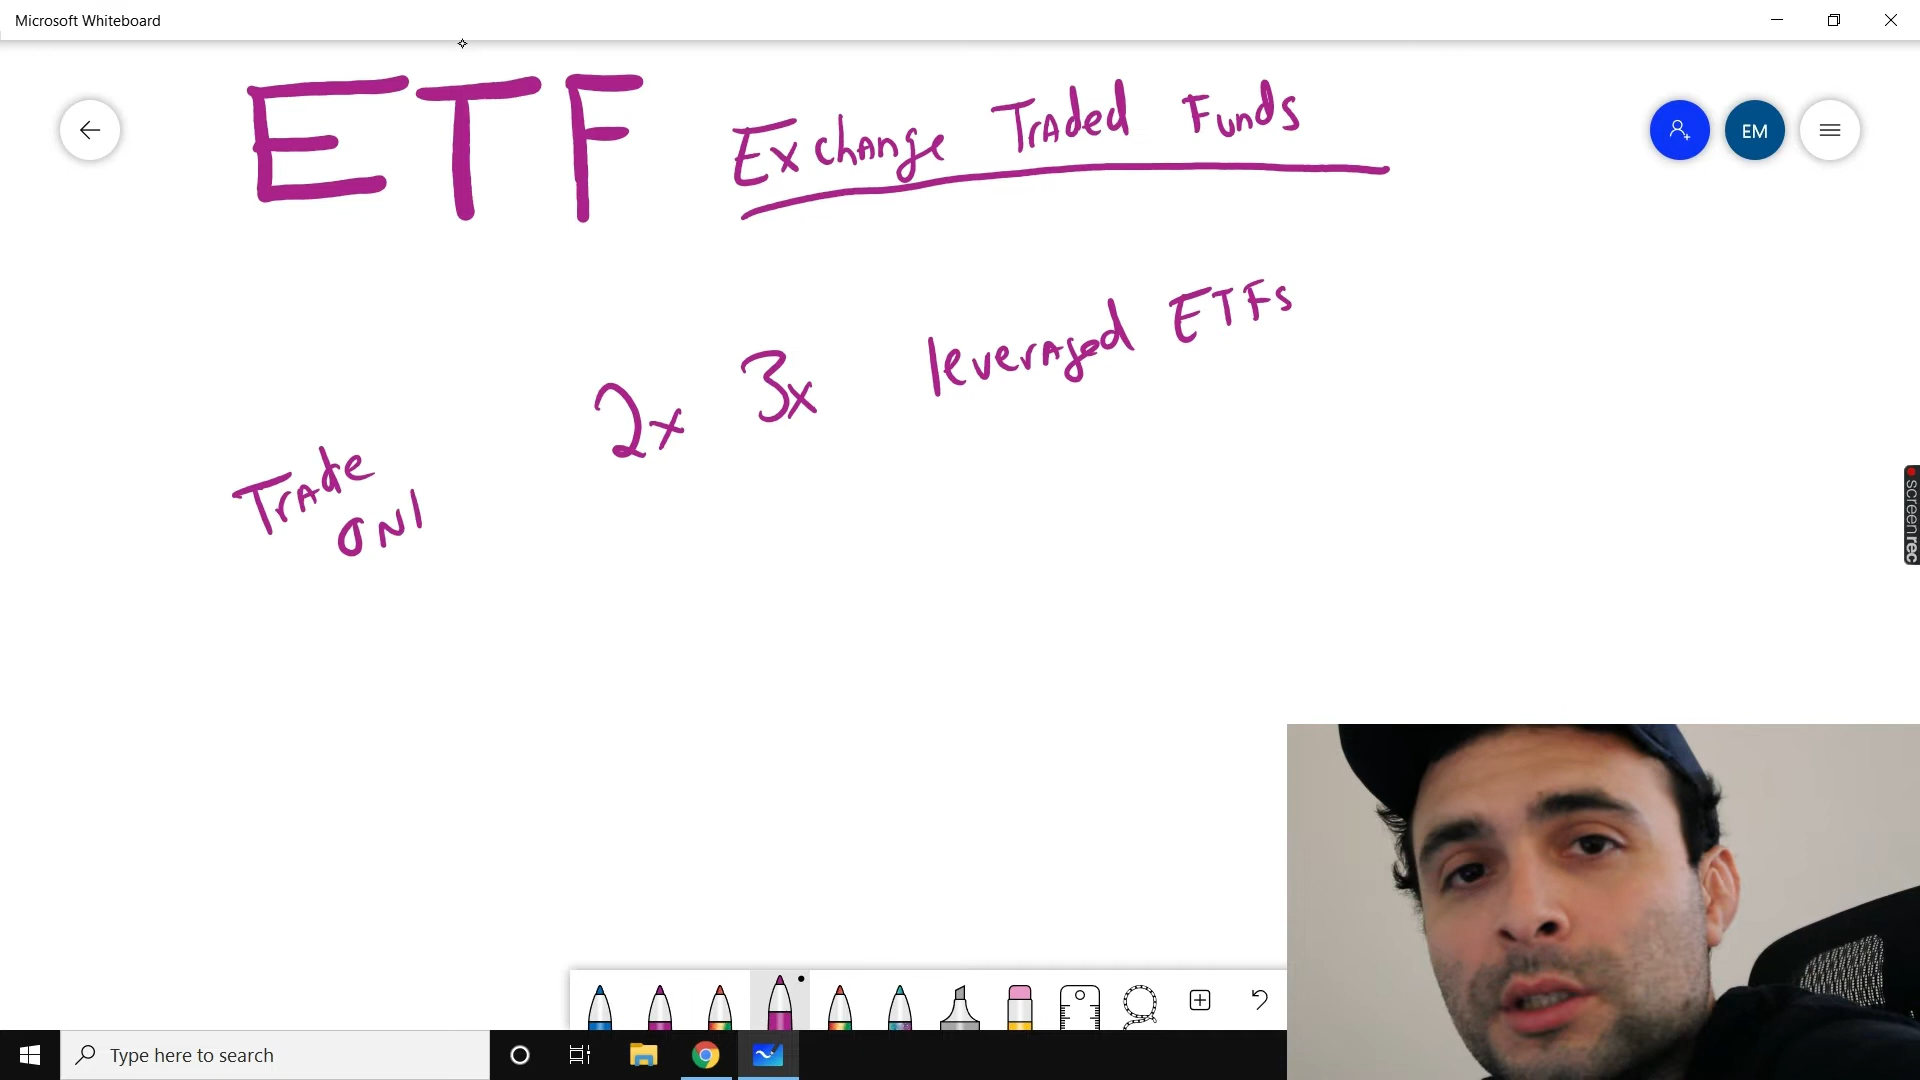 Microsoft Whiteboard
ETF Exchange Traded Funds
EM
2x 3x leveraged ETFs
Trade
onl
screenrec
Type here to search